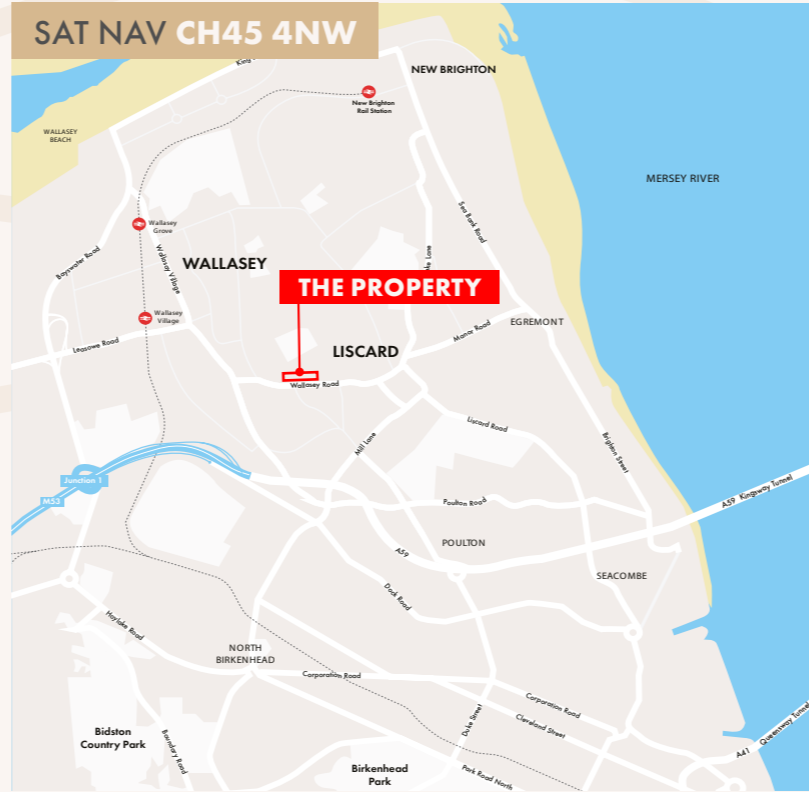 SAT NAV CH45 4NW
NEW BRIGHTON
New Brighton
Rail Station
WALLASEY
BEACH
MERSEY RIVER
Sea Bank Road
Wallasey
Grove
Bayswater Road
Wallasey Village
WALLASEY
THE PROPERTY
Wallasey
Village
Leasowe Road
LISCARD
Manor Road
EGREMONT
Wallasey Road
Mill Lane
Liscard Road
Brighton Street
Junction 1
M53
Poulton Road
A59 Kingsway Tunnel
A59
POULTON
SEACOMBE
Dock Road
Hoylake Road
NORTH
BIRKENHEAD
Corporation Road
Corporation Road
Duke Street
Cleveland Street
Bidston
Country Park
Boundary Road
A41 Queensway Tunnel
Birkenhead
Park
Park Road North